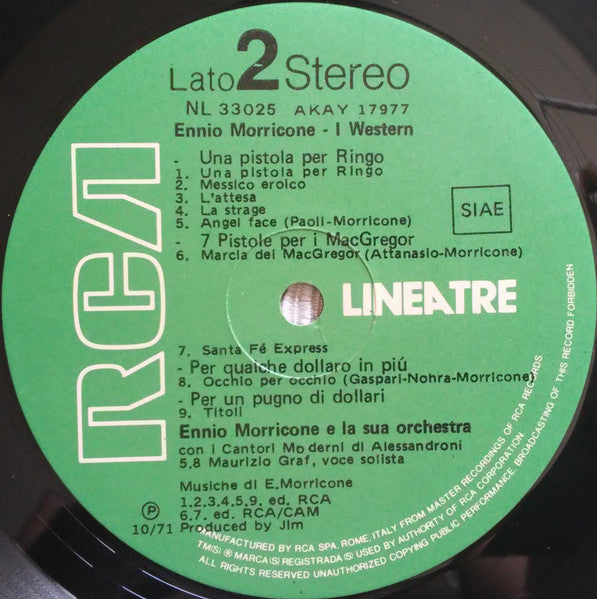 Lato 2 Stereo
NL 33025 AKAY 17977
Ennio Morricone - I Western
- Una pistola per Ringo
1. Una pistola per Ringo
2. Messico eroico
3. L'attesa
4. La strage
5. Angel face (Paoli-Morricone)
- 7 Pistole per i MacGregor
6. Marcia dei MacGregor (Attanasio-Morricone)
SIAE
RCA
LINEATRE
7. Santa Fé Express
- Per qualche dollaro in piú
8. Occhio per occhio (Gaspari-Nohra-Morricone)
- Per un pugno di dollari
9. Titoli
Ennio Morricone e la sua orchestra
con i Cantori Moderni di Alessandroni
5.8 Maurizio Graf, voce solista
Musiche di E.Morricone
1.2.3.4.5.9. ed. RCA
6.7. ed. RCA/CAM
P
10/71 Produced by Jim
MANUFACTURED BY RCA SPA, ROME, ITALY FROM MASTER RECORDINGS OF RCA RECORDS
TM(S) ® MARCA(S) REGISTRADA(S) USED BY AUTHORITY OF RCA CORPORATION
ALL RIGHTS RESERVED UNAUTHORIZED COPYING PUBLIC PERFORMANCE, BROADCASTING OF THIS RECORD FORBIDDEN